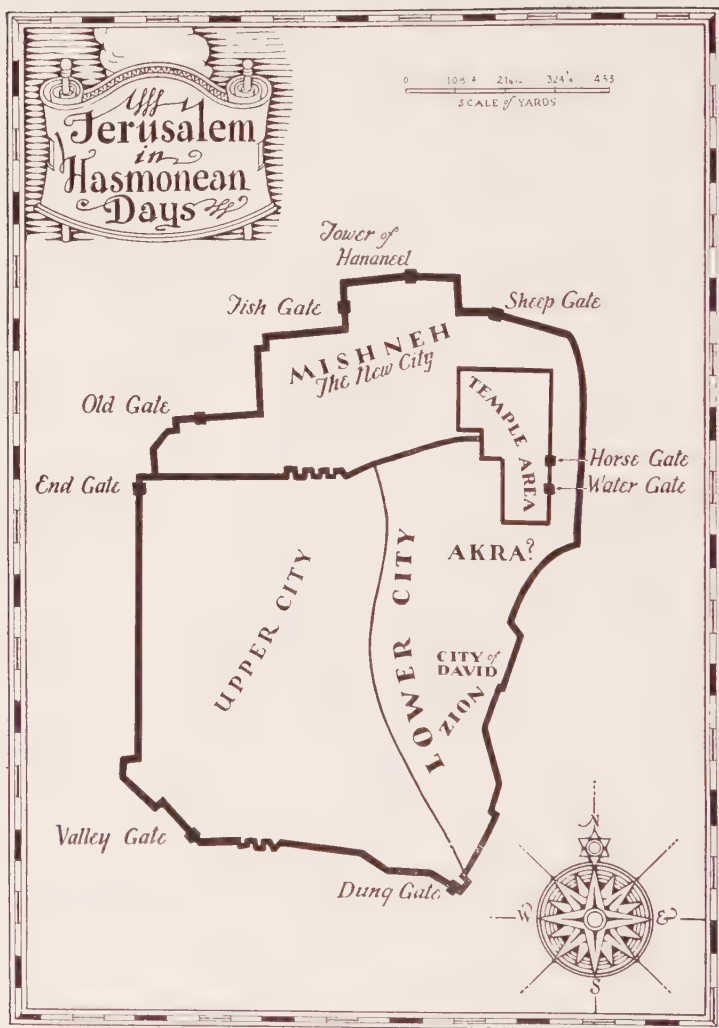 Jerusalem
in
Hasmonean
Days
0 433
SCALE of YARDS
Tower of
Hananeel
Fish Gate
Sheep Gate
MISHNEH
The New City
Old Gate
TEMPLE AREA
Horse Gate
End Gate
Water Gate
AKRA?
UPPER CITY
LOWER CITY
CITY of
DAVID
ZION
Valley Gate
Dung Gate
N
W E
S